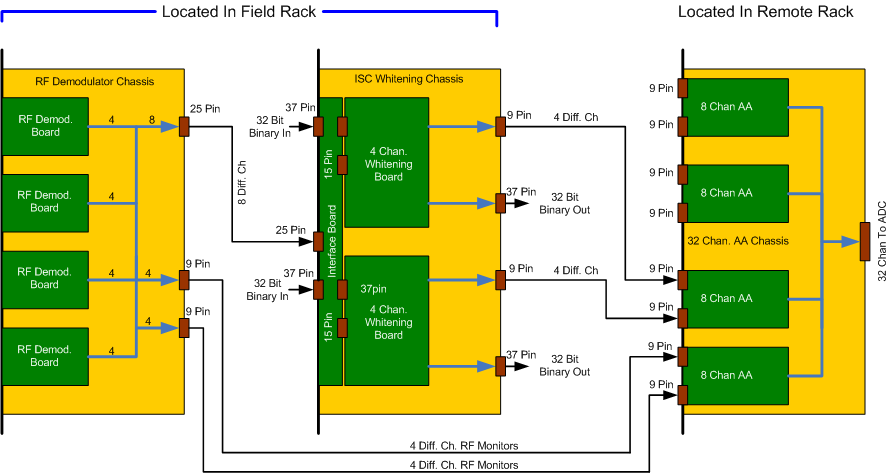 Located In Field Rack
Located In Remote Rack
RF Demodulator Chassis
RF Demod.
Board
4
8
25 Pin
RF Demod.
Board
4
RF Demod.
Board
4
4
9 Pin
9 Pin
RF Demod.
Board
4
4
8 Diff. Ch
ISC Whitening Chassis
37 Pin
32 Bit
Binary In
15 Pin
4 Chan.
Whitening
Board
9 Pin
4 Diff. Ch
37 Pin
32 Bit
Binary Out
25 Pin
Interface Board
37 Pin
32 Bit
Binary In
37pin
4 Chan.
Whitening
Board
15 Pin
9 Pin
4 Diff. Ch
37 Pin
32 Bit
Binary Out
9 Pin
8 Chan AA
9 Pin
9 Pin
8 Chan AA
9 Pin
32 Chan. AA Chassis
32 Chan To ADC
9 Pin
8 Chan AA
9 Pin
9 Pin
8 Chan AA
9 Pin
4 Diff. Ch. RF Monitors
4 Diff. Ch. RF Monitors